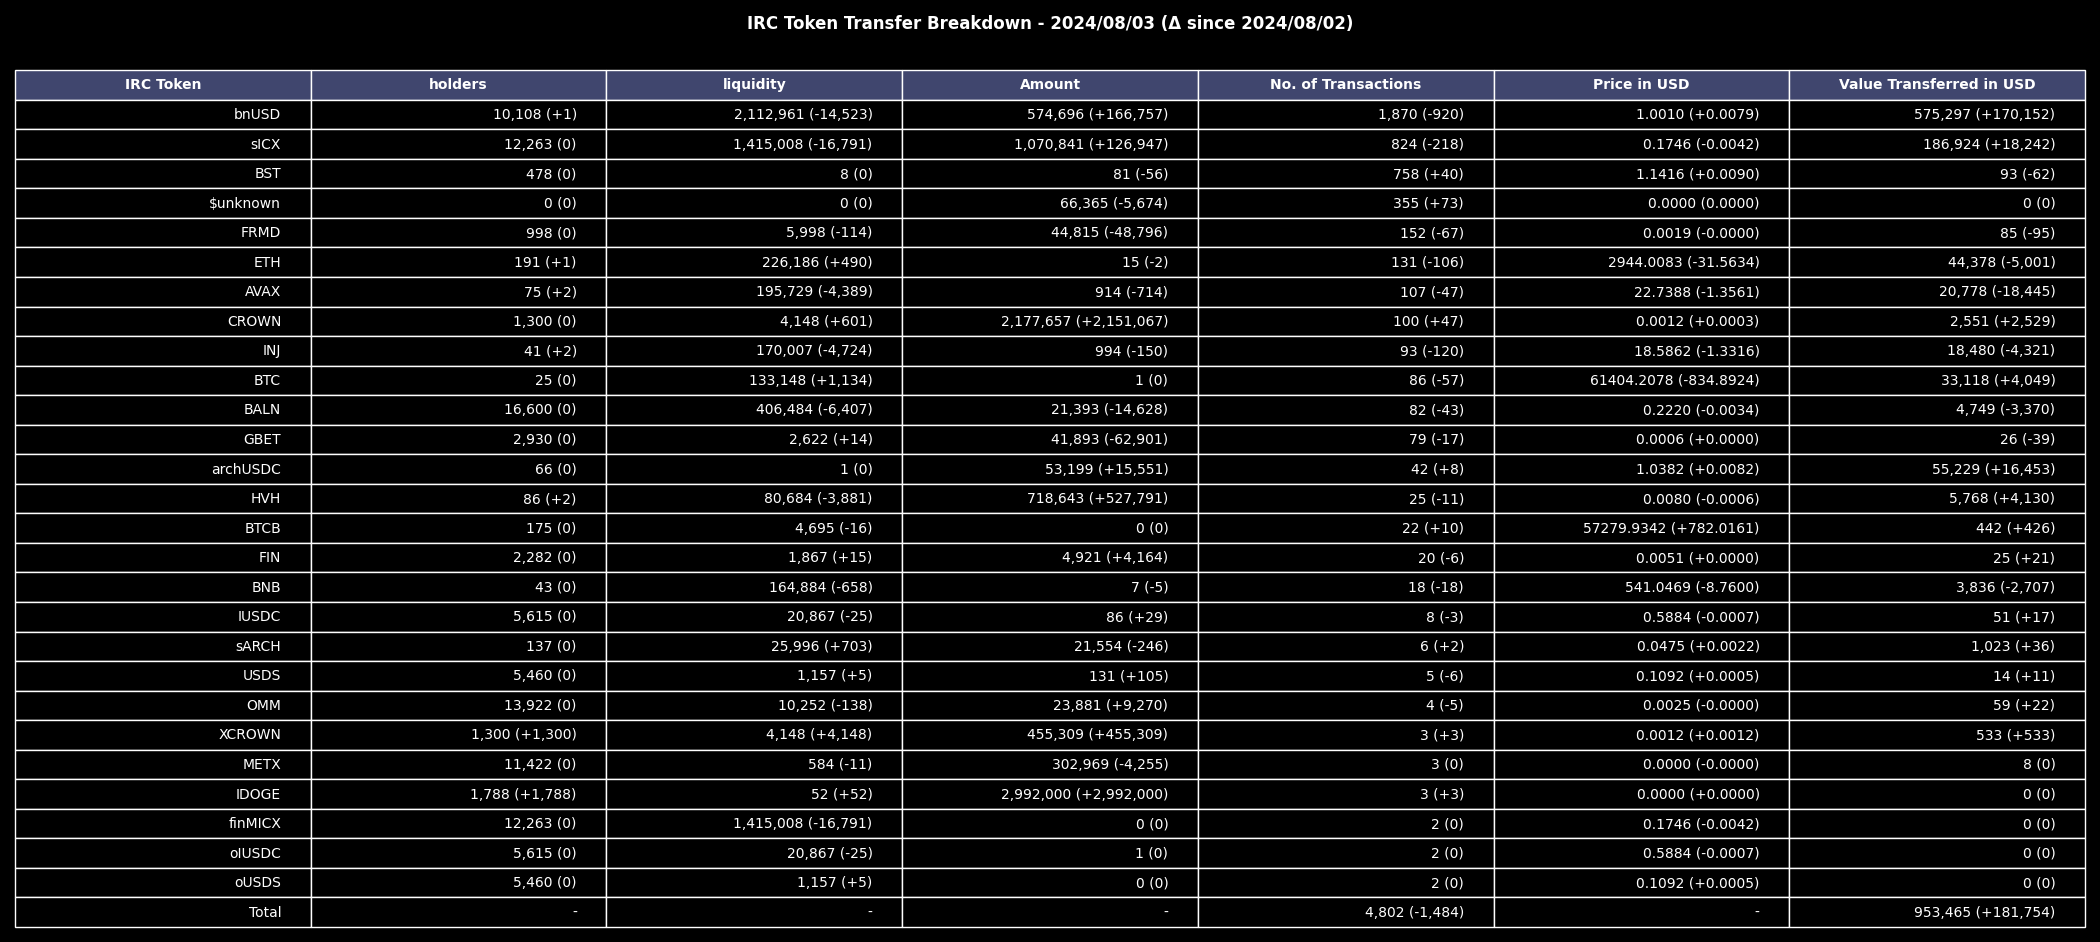 IRC Token Transfer Breakdown - 2024/08/03 (Δ since 2024/08/02)
IRC Token holders liquidity Amount No. of Transactions Price in USD Value Transferred in USD
bnUSD 10,108 (+1) 2,112,961 (-14,523) 574,696 (+166,757) 1,870 (-920) 1.0010 (+0.0079) 575,297 (+170,152)
sICX 12,263 (0) 1,415,008 (-16,791) 1,070,841 (+126,947) 824 (-218) 0.1746 (-0.0042) 186,924 (+18,242)
BST 478 (0) 8 (0) 81 (-56) 758 (+40) 1.1416 (+0.0090) 93 (-62)
$unknown 0 (0) 0 (0) 66,365 (-5,674) 355 (+73) 0.0000 (0.0000) 0 (0)
FRMD 998 (0) 5,998 (-114) 44,815 (-48,796) 152 (-67) 0.0019 (-0.0000) 85 (-95)
ETH 191 (+1) 226,186 (+490) 15 (-2) 131 (-106) 2944.0083 (-31.5634) 44,378 (-5,001)
AVAX 75 (+2) 195,729 (-4,389) 914 (-714) 107 (-47) 22.7388 (-1.3561) 20,778 (-18,445)
CROWN 1,300 (0) 4,148 (+601) 2,177,657 (+2,151,067) 100 (+47) 0.0012 (+0.0003) 2,551 (+2,529)
INJ 41 (+2) 170,007 (-4,724) 994 (-150) 93 (-120) 18.5862 (-1.3316) 18,480 (-4,321)
BTC 25 (0) 133,148 (+1,134) 1 (0) 86 (-57) 61404.2078 (-834.8924) 33,118 (+4,049)
BALN 16,600 (0) 406,484 (-6,407) 21,393 (-14,628) 82 (-43) 0.2220 (-0.0034) 4,749 (-3,370)
GBET 2,930 (0) 2,622 (+14) 41,893 (-62,901) 79 (-17) 0.0006 (+0.0000) 26 (-39)
archUSDC 66 (0) 1 (0) 53,199 (+15,551) 42 (+8) 1.0382 (+0.0082) 55,229 (+16,453)
HVH 86 (+2) 80,684 (-3,881) 718,643 (+527,791) 25 (-11) 0.0080 (-0.0006) 5,768 (+4,130)
BTCB 175 (0) 4,695 (-16) 0 (0) 22 (+10) 57279.9342 (+782.0161) 442 (+426)
FIN 2,282 (0) 1,867 (+15) 4,921 (+4,164) 20 (-6) 0.0051 (+0.0000) 25 (+21)
BNB 43 (0) 164,884 (-658) 7 (-5) 18 (-18) 541.0469 (-8.7600) 3,836 (-2,707)
IUSDC 5,615 (0) 20,867 (-25) 86 (+29) 8 (-3) 0.5884 (-0.0007) 51 (+17)
sARCH 137 (0) 25,996 (+703) 21,554 (-246) 6 (+2) 0.0475 (+0.0022) 1,023 (+36)
USDS 5,460 (0) 1,157 (+5) 131 (+105) 5 (-6) 0.1092 (+0.0005) 14 (+11)
OMM 13,922 (0) 10,252 (-138) 23,881 (+9,270) 4 (-5) 0.0025 (-0.0000) 59 (+22)
XCROWN 1,300 (+1,300) 4,148 (+4,148) 455,309 (+455,309) 3 (+3) 0.0012 (+0.0012) 533 (+533)
METX 11,422 (0) 584 (-11) 302,969 (-4,255) 3 (0) 0.0000 (-0.0000) 8 (0)
IDOGE 1,788 (+1,788) 52 (+52) 2,992,000 (+2,992,000) 3 (+3) 0.0000 (+0.0000) 0 (0)
finMICX 12,263 (0) 1,415,008 (-16,791) 0 (0) 2 (0) 0.1746 (-0.0042) 0 (0)
oIUSDC 5,615 (0) 20,867 (-25) 1 (0) 2 (0) 0.5884 (-0.0007) 0 (0)
oUSDS 5,460 (0) 1,157 (+5) 0 (0) 2 (0) 0.1092 (+0.0005) 0 (0)
Total - - - 4,802 (-1,484) - 953,465 (+181,754)